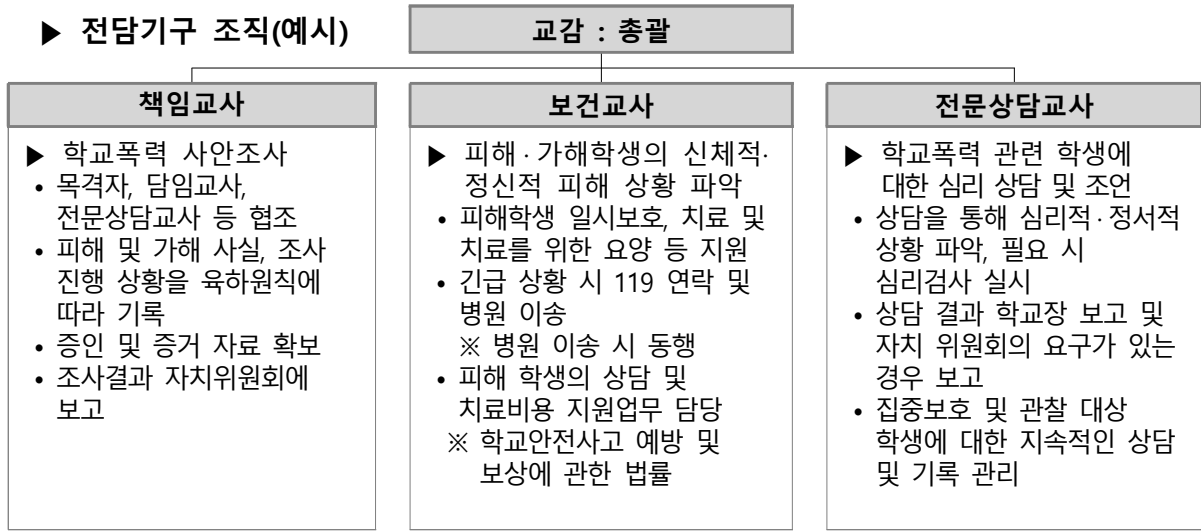 ▶ 전담기구 조직(예시)
교감 : 총괄
책임교사
▶ 학교폭력 사안조사
• 목격자, 담임교사,
전문상담교사 등 협조
• 피해 및 가해 사실, 조사
진행 상황을 육하원칙에
따라 기록
• 증인 및 증거 자료 확보
• 조사결과 자치위원회에
보고
보건교사
▶ 피해·가해학생의 신체적·
정신적 피해 상황 파악
• 피해학생 일시보호, 치료 및
치료를 위한 요양 등 지원
• 긴급 상황 시 119 연락 및
병원 이송
※ 병원 이송 시 동행
• 피해 학생의 상담 및
치료비용 지원업무 담당
※ 학교안전사고 예방 및
보상에 관한 법률
전문상담교사
▶ 학교폭력 관련 학생에
대한 심리 상담 및 조언
• 상담을 통해 심리적·정서적
상황 파악, 필요 시
심리검사 실시
• 상담 결과 학교장 보고 및
자치 위원회의 요구가 있는
경우 보고
• 집중보호 및 관찰 대상
학생에 대한 지속적인 상담
및 기록 관리